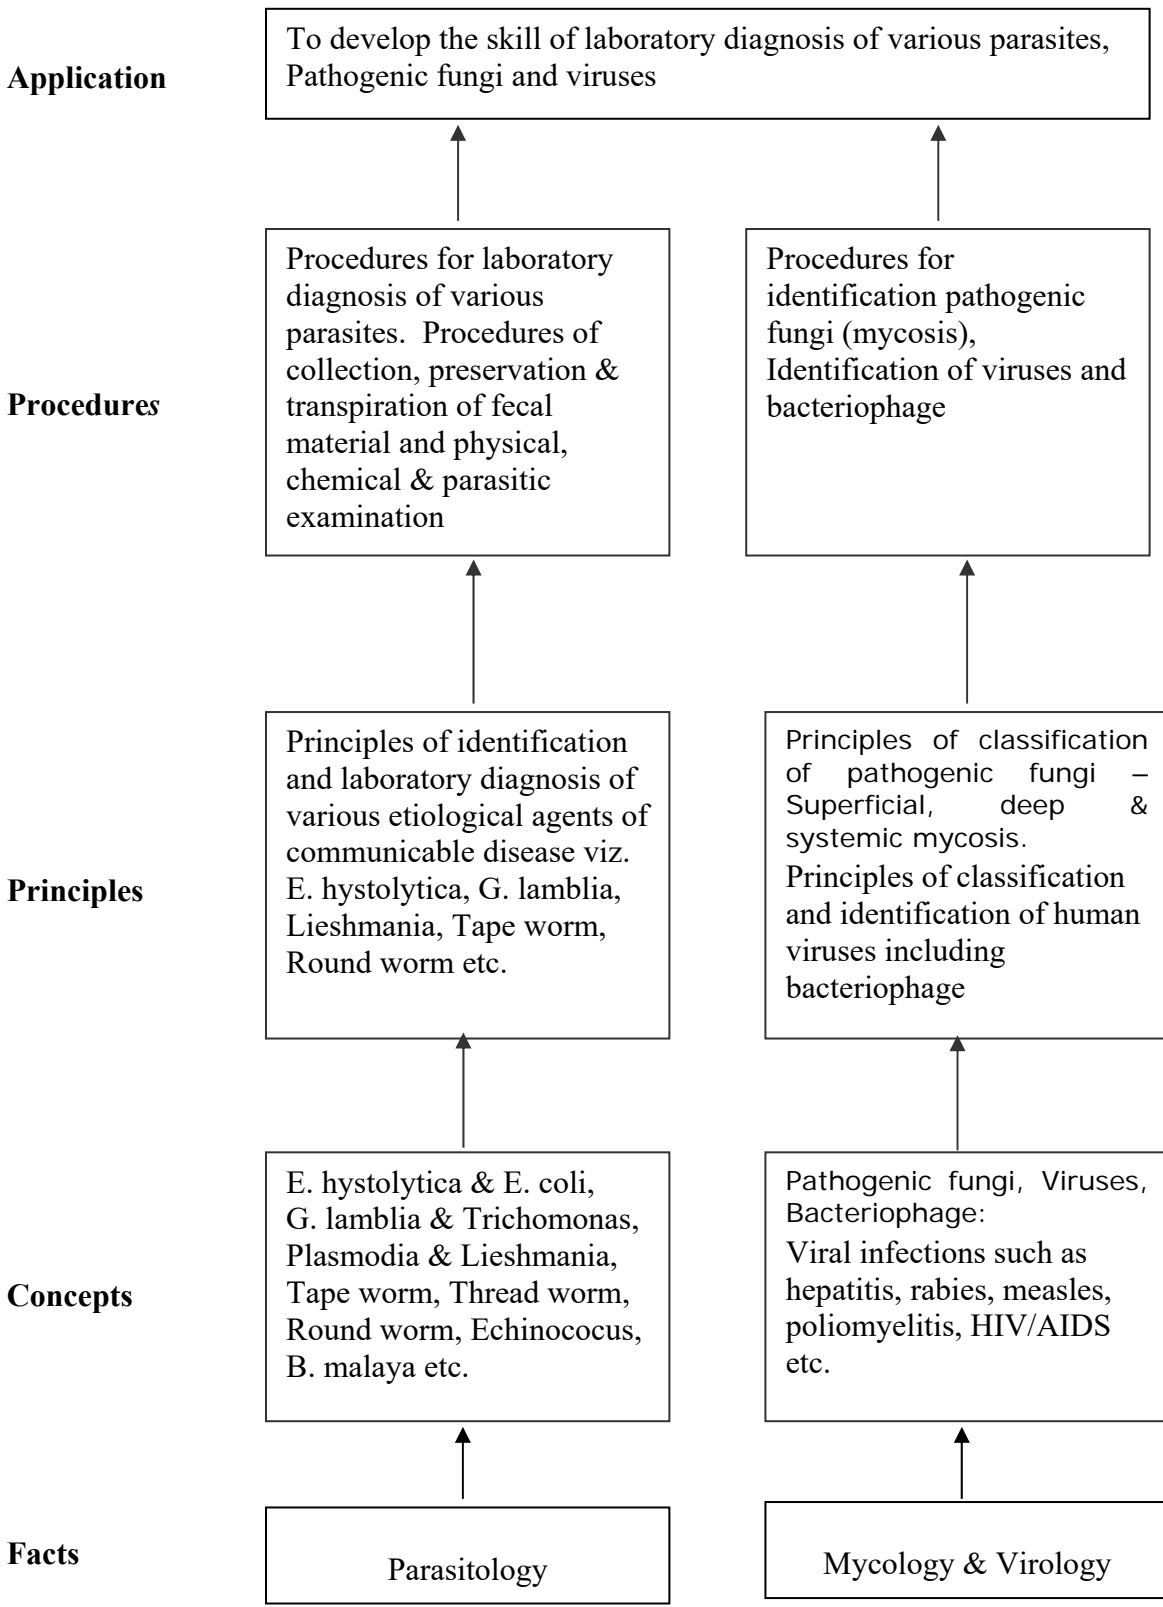 Application
To develop the skill of laboratory diagnosis of various parasites,
Pathogenic fungi and viruses
Procedures
Procedures for laboratory
diagnosis of various
parasites.  Procedures of
collection, preservation &
transpiration of fecal
material and physical,
chemical & parasitic
examination
Procedures for
identification pathogenic
fungi (mycosis),
Identification of viruses and
bacteriophage
Principles
Principles of identification
and laboratory diagnosis of
various etiological agents of
communicable disease viz.
E. hystolytica, G. lamblia,
Lieshmania, Tape worm,
Round worm etc.
Principles of classification
of pathogenic fungi –
Superficial, deep &
systemic mycosis.
Principles of classification
and identification of human
viruses including
bacteriophage
Concepts
E. hystolytica & E. coli,
G. lamblia & Trichomonas,
Plasmodia & Lieshmania,
Tape worm, Thread worm,
Round worm, Echinococus,
B. malaya etc.
Pathogenic fungi, Viruses,
Bacteriophage:
Viral infections such as
hepatitis, rabies, measles,
poliomyelitis, HIV/AIDS
etc.
Facts
Parasitology
Mycology & Virology